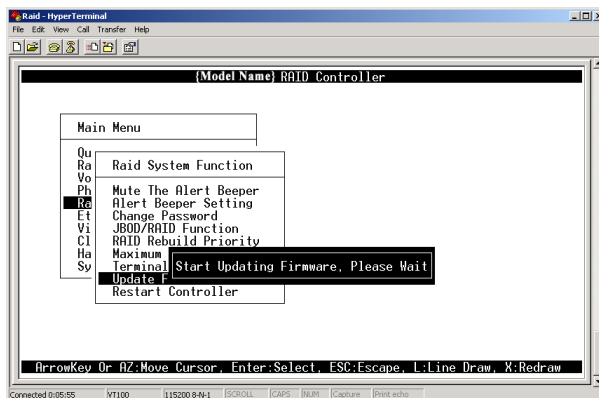 Raid - HyperTerminal
File Edit View Call Transfer Help
{Model Name} RAID Controller
Main Menu
Qu
Ra
Vo
Ph
Ra
Et
Vi
Cl
Ha
Sy
Raid System Function
Mute The Alert Beeper
Alert Beeper Setting
Change Password
JBOD/RAID Function
RAID Rebuild Priority
Maximum
Terminal
Update F
Restart Controller
Start Updating Firmware, Please Wait
ArrowKey Or AZ:Move Cursor, Enter:Select, ESC:Escape, L:Line Draw, X:Redraw
Connected 0:05:55 VT100 115200 8-N-1 SCROLL CAPS NUM Capture Print echo